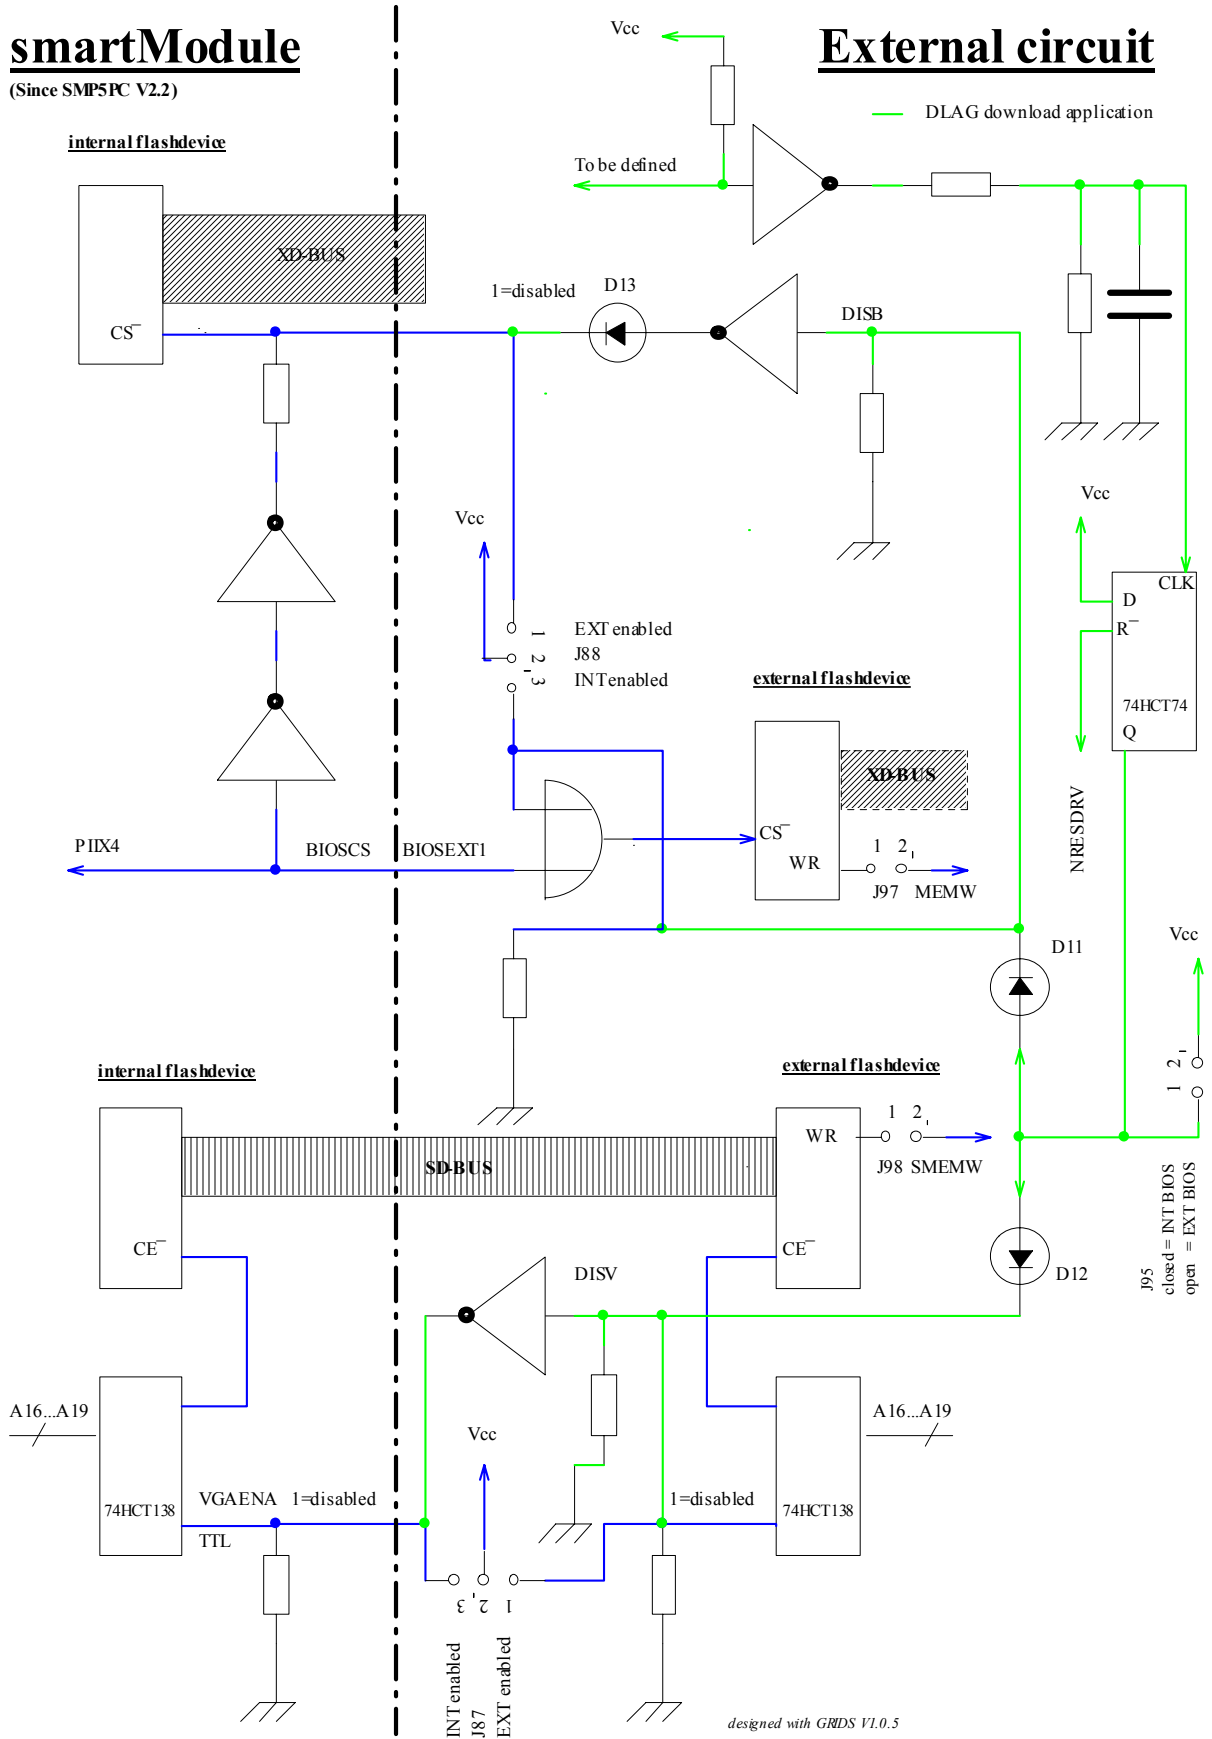 smartModule
(Since SMP5PC V2.2)
External circuit
Vcc
DLAG download application
internal flashdevice
To be defined
XD-BUS
1=disabled
D13
CS
DISB
Vcc
Vcc
CLK
D
R
74HCT74
Q
1
2
3
EXT enabled
J88
INT enabled
external flashdevice
XD-BUS
CS
WR
1 2
J97 MEMW
NRESDRV
PIIX4
BIOSCS
BIOSEXT1
D11
Vcc
internal flashdevice
external flashdevice
1 2
WR
1 2
J98 SMEMW
SD-BUS
CE
CE
DISV
D12
J95
closed = INT BIOS
open = EXT BIOS
A16...A19
A16...A19
Vcc
74HCT138
VGAENA
1=disabled
TTL
1=disabled
74HCT138
3 2 1
INT enabled
J87
EXT enabled
designed with GRIDS V1.0.5